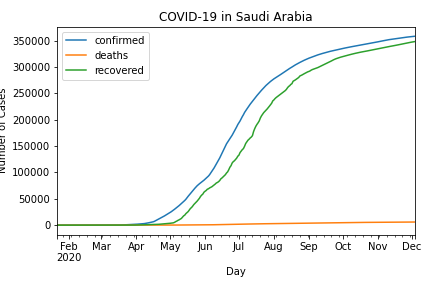 COVID-19 in Saudi Arabia
confirmed
deaths
recovered
350000
300000
250000
200000
150000
100000
50000
0
Number of Cases
Feb Mar Apr May Jun Jul Aug Sep Oct Nov Dec
2020
Day